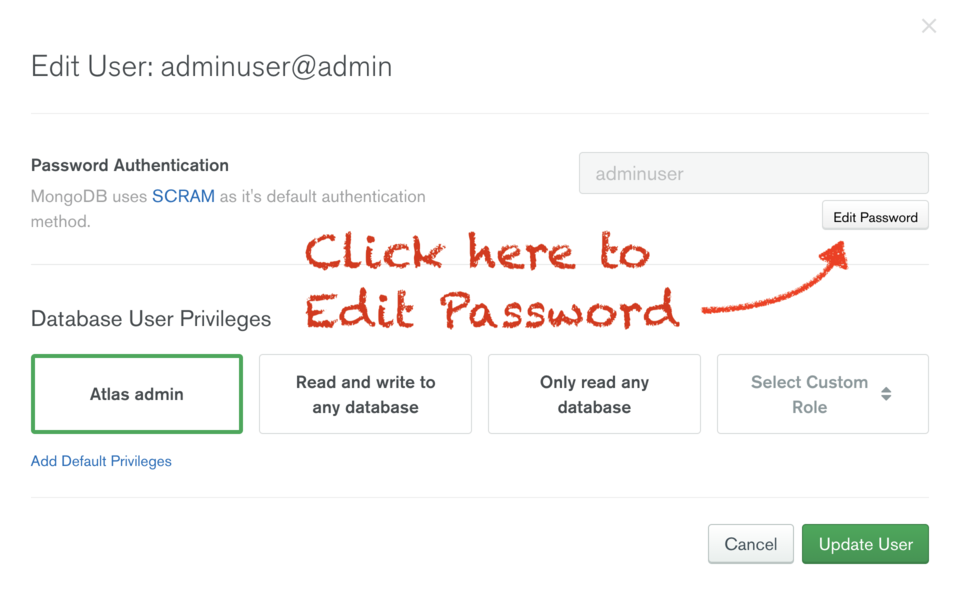 Edit User: adminuser@admin
Password Authentication
MongoDB uses SCRAM as it's default authentication
method.
adminuser
Edit Password
Click here to
Edit Password
Database User Privileges
Atlas admin
Read and write to
any database
Only read any
database
Select Custom
Role
Add Default Privileges
Cancel
Update User